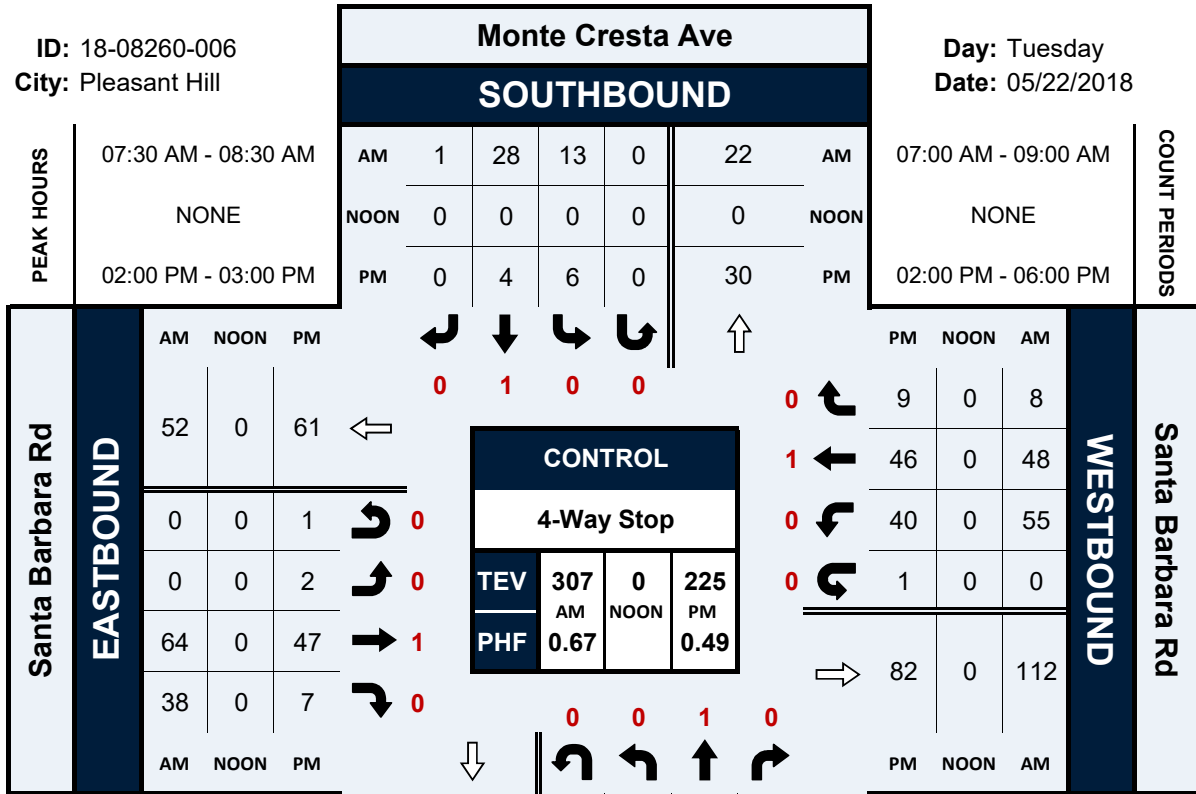 Monte Cresta Ave
ID: 18-08260-006
Day: Tuesday
City: Pleasant Hill
Date: 05/22/2018
SOUTHBOUND
PEAK HOURS
07:30 AM - 08:30 AM
NONE
02:00 PM - 03:00 PM
AM 1 28 13 0 22 AM
NOON 0 0 0 0 0 NOON
PM 0 4 6 0 30 PM
07:00 AM - 09:00 AM
NONE
02:00 PM - 06:00 PM
COUNT PERIODS
0 1 0 0
Santa Barbara Rd
EASTBOUND
AM NOON PM
52 0 61
0 0 1 0
0 0 2 0
64 0 47 1
38 0 7 0
AM NOON PM
CONTROL
4-Way Stop
TEV 307 0 225
AM NOON PM
PHF 0.67 0.49
PM NOON AM
0 9 0 8
1 46 0 48
0 40 0 55
0 1 0 0
82 0 112
PM NOON AM
WESTBOUND
Santa Barbara Rd
0 0 1 0